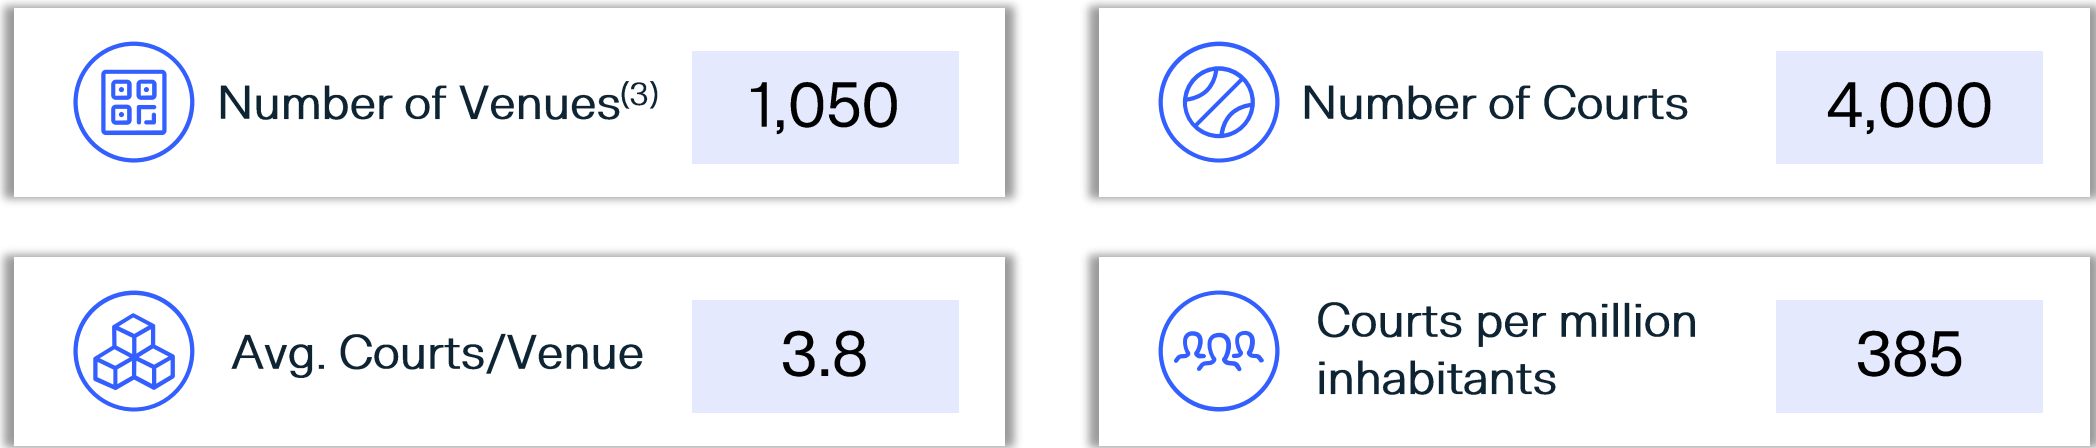 Number of Venues(3) 1,050
Number of Courts 4,000
Avg. Courts/Venue 3.8
Courts per million
inhabitants 385